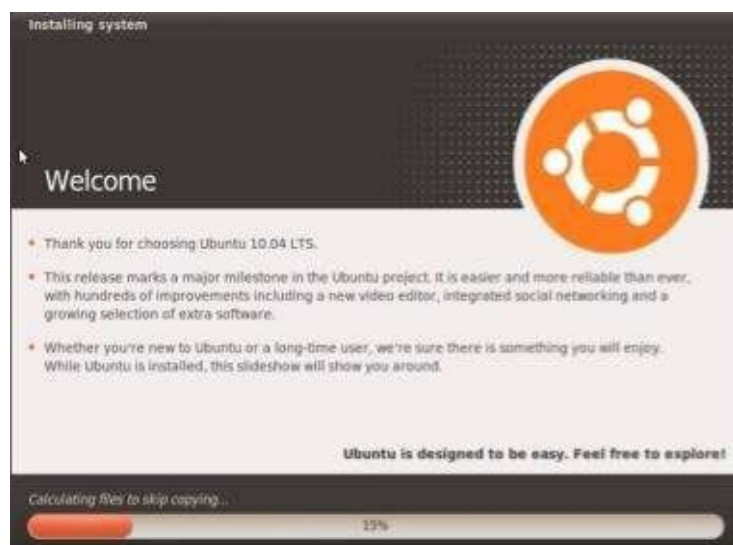 Installing system
Welcome
Thank you for choosing Ubuntu 10.04 LTS.
This release marks a major milestone in the Ubuntu project. It is easier and more reliable than ever,
with hundreds of improvements including a new video editor, integrated social networking and a
growing selection of extra software.
Whether you're new to Ubuntu or a long-time user, we're sure there is something you will enjoy.
While Ubuntu is installed, this slideshow will show you around.
Ubuntu is designed to be easy. Feel free to explore!
Calculating files to skip copying...
15%